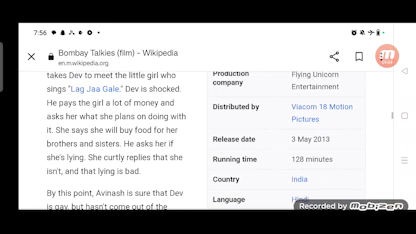 7:56
Bombay Talkies (film) - Wikipedia
en.m.wikipedia.org
takes Dev to meet the little girl who
sings "Lag Jaa Gale." Dev is shocked.
He pays the girl a lot of money and
asks her what she plans on doing with
it. She says she will buy food for her
brothers and sisters. He asks her if
she's lying. She curtly replies that she
isn't, and that lying is bad.
By this point, Avinash is sure that Dev
is gay, but hasn't come out of the
Production
company
Flying Unicorn
Entertainment
Distributed by
Viacom 18 Motion
Pictures
Release date
3 May 2013
Running time
128 minutes
Country
India
Language
Hindi
Recorded by Mobizen